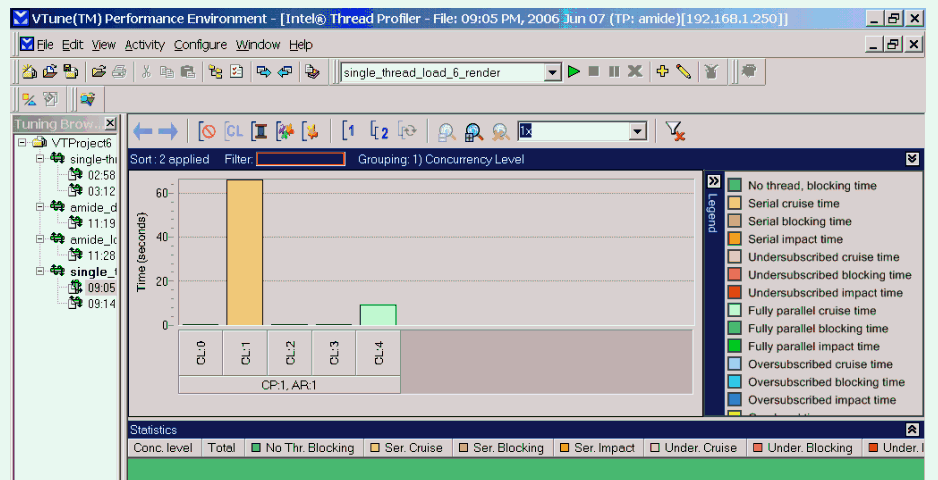 VTune(TM) Performance Environment - [Intel® Thread Profiler - File: 09:05 PM, 2006 Jun 07 (TP: amide)[192.168.1.250]]
File Edit View Activity Configure Window Help
single_thread_load_6_render
Tuning Brow...
[CL [1 [2 1x
VTProject6
single-thr
02:58
03:12
amide_d
11:19
amide_lc
11:28
single_t
09:05
09:14
Sort : 2 applied Filter: Grouping: 1) Concurrency Level
Time (seconds)
60
40
20
0
CL:0 CL:1 CL:2 CL:3 CL:4
CP:1, AR:1
Legend
No thread, blocking time
Serial cruise time
Serial blocking time
Serial impact time
Undersubscribed cruise time
Undersubscribed blocking time
Undersubscribed impact time
Fully parallel cruise time
Fully parallel blocking time
Fully parallel impact time
Oversubscribed cruise time
Oversubscribed blocking time
Oversubscribed impact time
Statistics
Conc. level Total No Thr. Blocking Ser. Cruise Ser. Blocking Ser. Impact Under. Cruise Under. Blocking Under. I